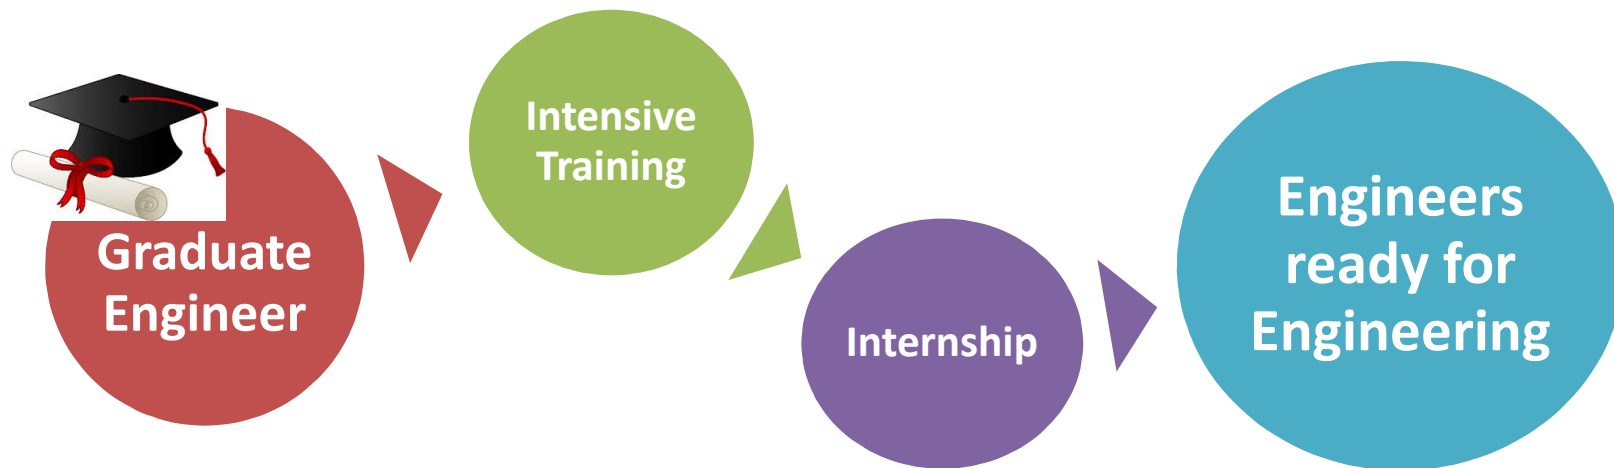 Graduate
Engineer
Intensive
Training
Internship
Engineers
ready for
Engineering